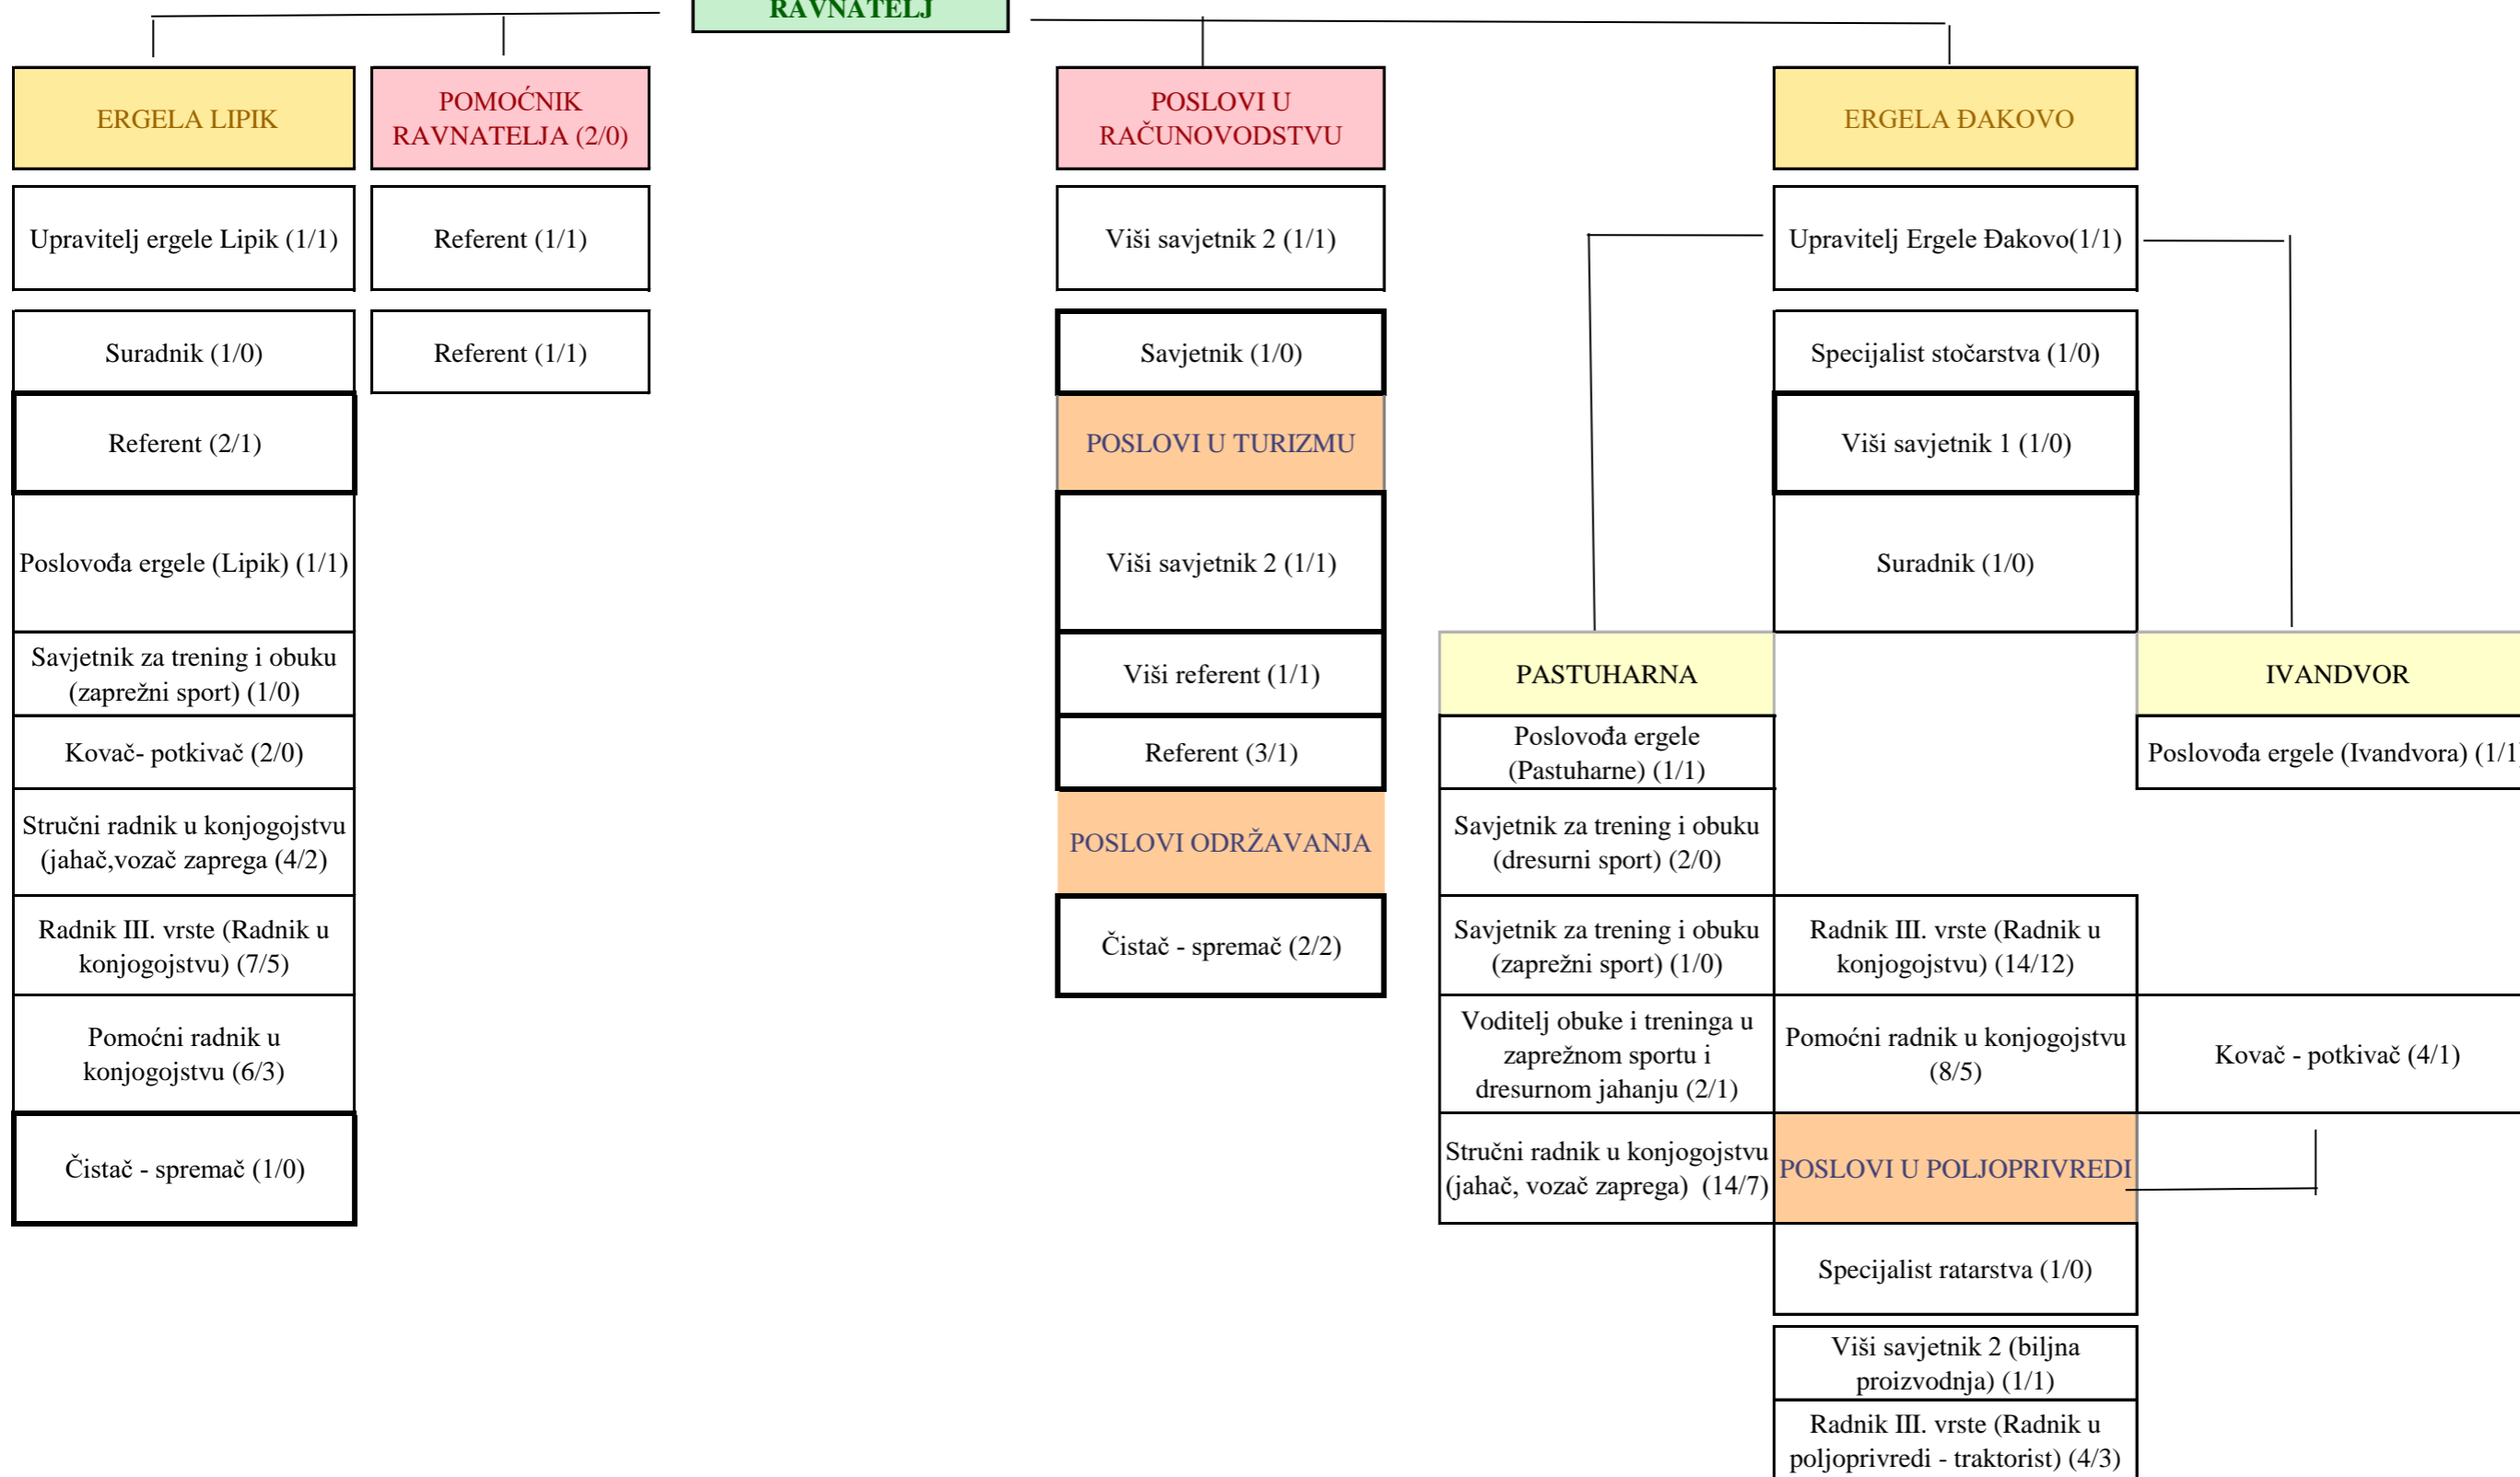 RAVNATELJ
ERGELA LIPIK
POMOĆNIK
RAVNATELJA (2/0)
POSLOVI U
RAČUNOVODSTVU
ERGELA ĐAKOVO
Upravitelj ergele Lipik (1/1)
Referent (1/1)
Viši savjetnik 2 (1/1)
Upravitelj Ergele Đakovo(1/1)
Suradnik (1/0)
Referent (1/1)
Savjetnik (1/0)
Specijalist stočarstva (1/0)
Referent (2/1)
POSLOVI U TURIZMU
Viši savjetnik 1 (1/0)
Poslovođa ergele (Lipik) (1/1)
Viši savjetnik 2 (1/1)
Suradnik (1/0)
Savjetnik za trening i obuku
(zaprežni sport) (1/0)
Viši referent (1/1)
PASTUHARNA
IVANDVOR
Kovač- potkivač (2/0)
Referent (3/1)
Poslovođa ergele
(Pastuharne) (1/1)
Poslovođa ergele (Ivandvora) (1/1
Stručni radnik u konjogojstvu
(jahač,vozač zaprega (4/2)
POSLOVI ODRŽAVANJA
Savjetnik za trening i obuku
(dresurni sport) (2/0)
Radnik III. vrste (Radnik u
konjogojstvu) (7/5)
Čistač - spremač (2/2)
Savjetnik za trening i obuku
(zaprežni sport) (1/0)
Radnik III. vrste (Radnik u
konjogojstvu) (14/12)
Pomoćni radnik u
konjogojstvu (6/3)
Voditelj obuke i treninga u
zaprežnom sportu i
dresurnom jahanju (2/1)
Pomoćni radnik u konjogojstvu
(8/5)
Kovač - potkivač (4/1)
Čistač - spremač (1/0)
Stručni radnik u konjogojstvu
(jahač, vozač zaprega)  (14/7)
POSLOVI U POLJOPRIVREDI
Specijalist ratarstva (1/0)
Viši savjetnik 2 (biljna
proizvodnja) (1/1)
Radnik III. vrste (Radnik u
poljoprivredi - traktorist) (4/3)